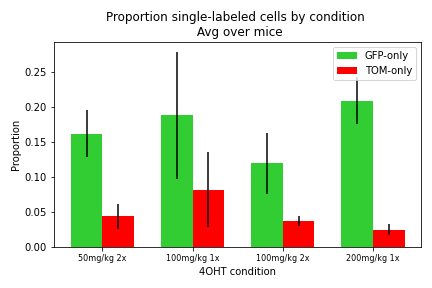 Proportion single-labeled cells by condition
Avg over mice
GFP-only
TOM-only
Proportion
0.25
0.20
0.15
0.10
0.05
0.00
50mg/kg 2x
100mg/kg 1x
100mg/kg 2x
200mg/kg 1x
4OHT condition